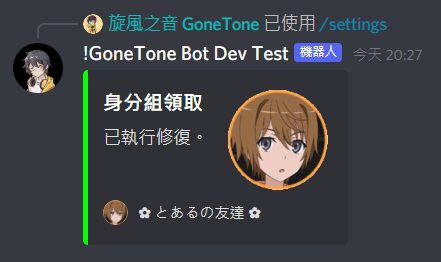 旋風之音 GoneTone 已使用 /settings
!GoneTone Bot Dev Test 機器人 今天 20:27
身分組領取
已執行修復。
✿ とあるの友達 ✿